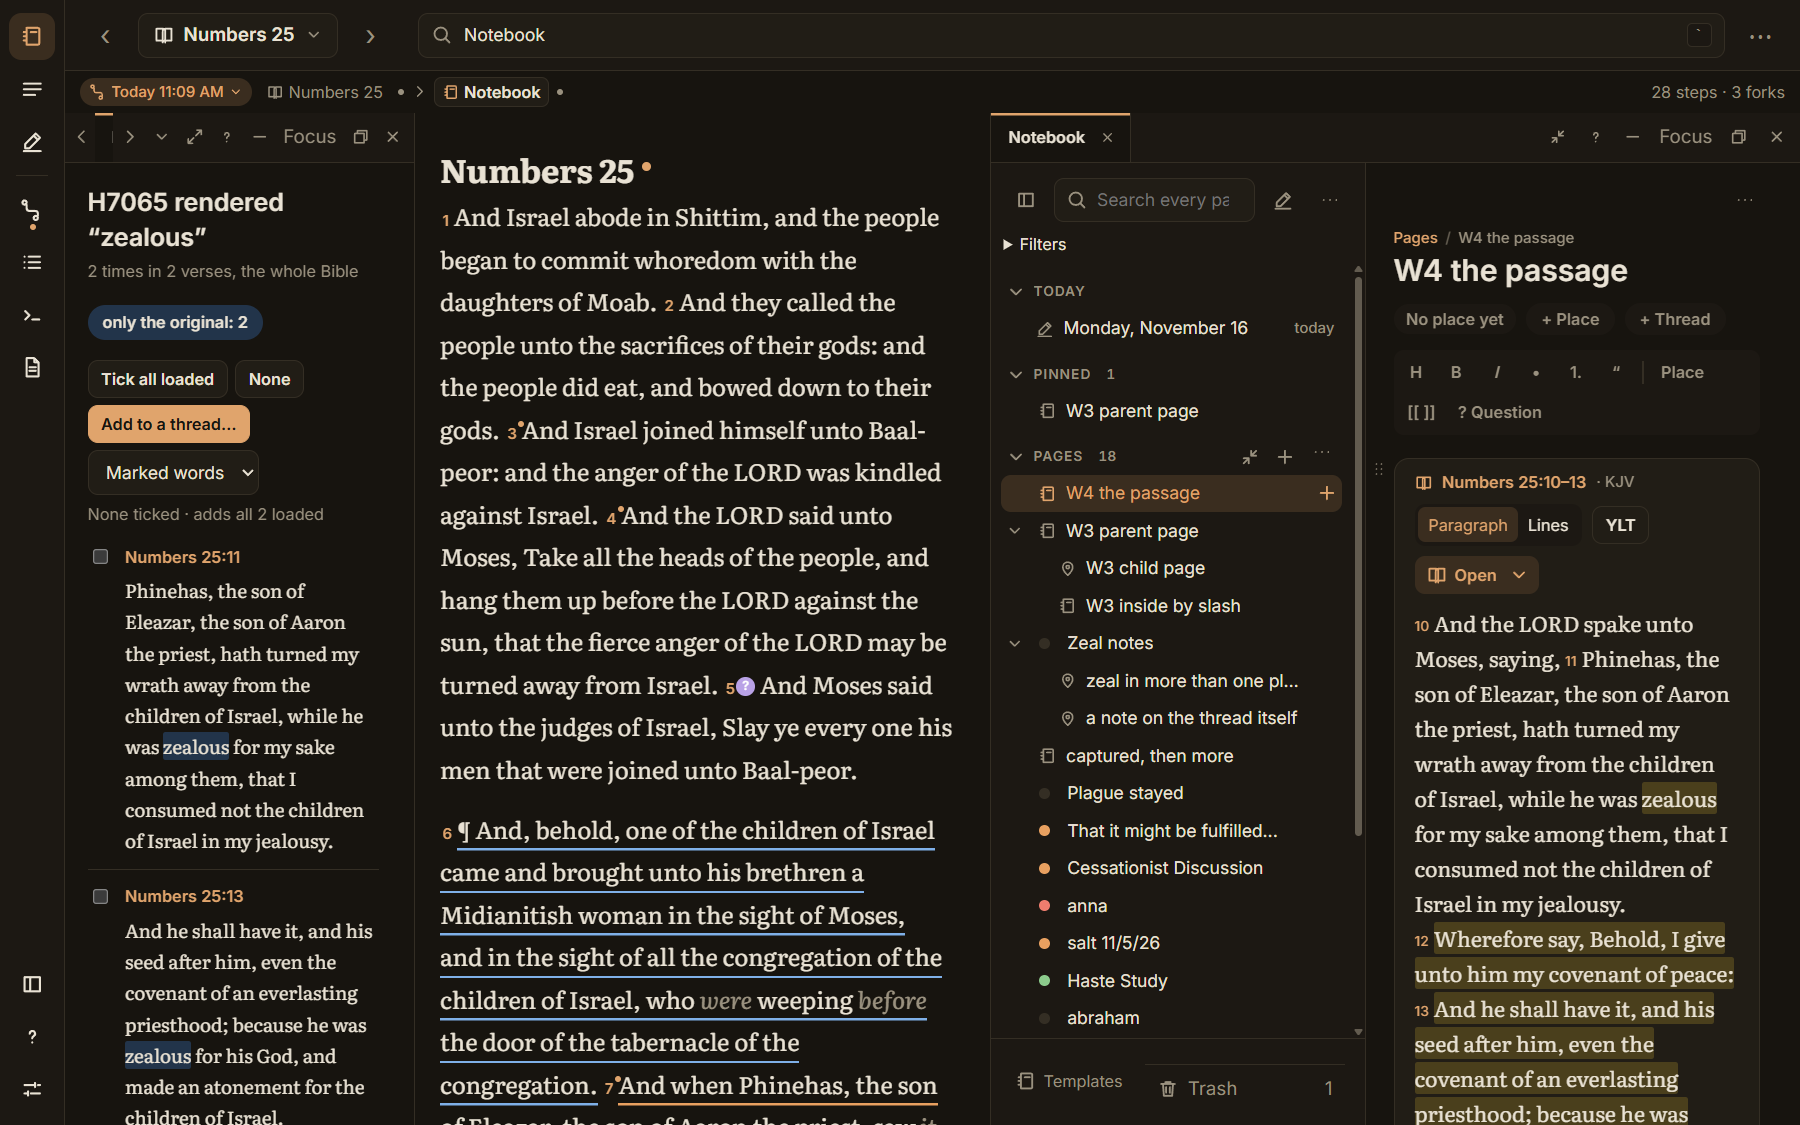 Numbers 25
Notebook
`
Today 11:09 AM
Numbers 25
Notebook
28 steps · 3 forks
? — Focus
H7065 rendered
“zealous”
2 times in 2 verses, the whole Bible
only the original: 2
Tick all loaded
None
Add to a thread...
Marked words
None ticked · adds all 2 loaded
Numbers 25:11
Phinehas, the son of
Eleazar, the son of Aaron
the priest, hath turned my
wrath away from the
children of Israel, while he
was zealous for my sake
among them, that I
consumed not the children
of Israel in my jealousy.
Numbers 25:13
And he shall have it, and his
seed after him, even the
covenant of an everlasting
priesthood; because he was
zealous for his God, and
made an atonement for the
children of Israel.
Numbers 25
1 And Israel abode in Shittim, and the people
began to commit whoredom with the
daughters of Moab. 2 And they called the
people unto the sacrifices of their gods: and
the people did eat, and bowed down to their
gods. 3 And Israel joined himself unto Baal-
peor: and the anger of the LORD was kindled
against Israel. 4 And the LORD said unto
Moses, Take all the heads of the people, and
hang them up before the LORD against the
sun, that the fierce anger of the LORD may be
turned away from Israel. 5 ? And Moses said
unto the judges of Israel, Slay ye every one his
men that were joined unto Baal-peor.
6 ¶ And, behold, one of the children of Israel
came and brought unto his brethren a
Midianitish woman in the sight of Moses,
and in the sight of all the congregation of the
children of Israel, who were weeping before
the door of the tabernacle of the
congregation. 7 And when Phinehas, the son
of Eleazar, the son of Aaron the priest, saw it
Notebook
? — Focus
Search every pa
Filters
TODAY
Monday, November 16 today
PINNED 1
W3 parent page
PAGES 18
W4 the passage
W3 parent page
W3 child page
W3 inside by slash
Zeal notes
zeal in more than one pl...
a note on the thread itself
captured, then more
Plague stayed
That it might be fulfilled...
Cessationist Discussion
anna
salt 11/5/26
Haste Study
abraham
Templates
Trash 1
Pages / W4 the passage
W4 the passage
No place yet
+ Place
+ Thread
H B I • 1. “ Place
[[ ]] ? Question
Numbers 25:10–13 · KJV
Paragraph Lines YLT
Open
10 And the LORD spake unto
Moses, saying, 11 Phinehas, the
son of Eleazar, the son of Aaron
the priest, hath turned my
wrath away from the children
of Israel, while he was zealous
for my sake among them, that I
consumed not the children of
Israel in my jealousy.
12 Wherefore say, Behold, I give
unto him my covenant of peace:
13 And he shall have it, and his
seed after him, even the
covenant of an everlasting
priesthood; because he was
?